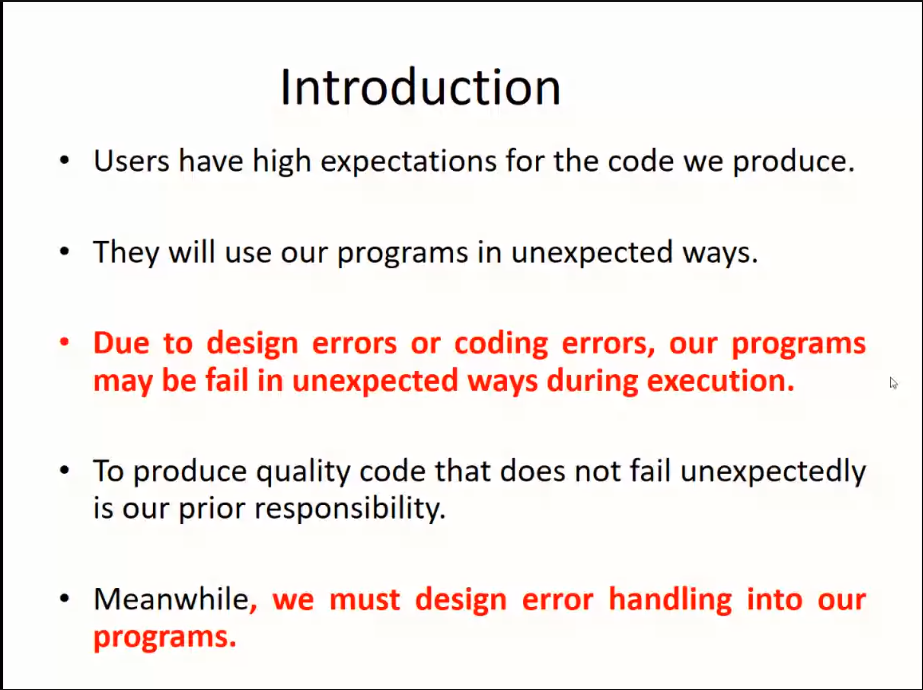 Introduction
• Users have high expectations for the code we produce.
• They will use our programs in unexpected ways.
• Due to design errors or coding errors, our programs
may be fail in unexpected ways during execution.
• To produce quality code that does not fail unexpectedly
is our prior responsibility.
• Meanwhile, we must design error handling into our
programs.